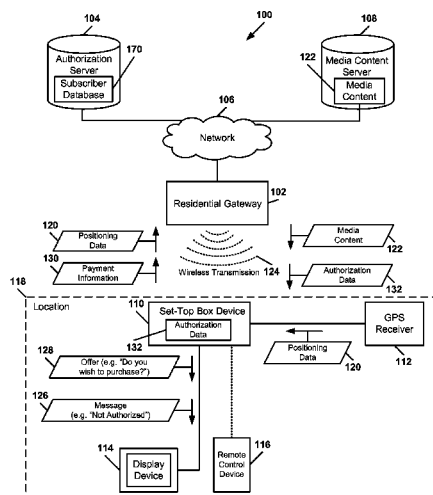 104
100
108
Authorization
Server
170
Subscriber
Database
122
Media Content
Server
Media
Content
106
Network
Residential Gateway
102
120
Positioning
Data
130
Payment
Information
Wireless Transmission
124
Media
Content
122
Authorization
Data
132
118
Location
110
Set-Top Box Device
Authorization
Data
132
GPS
Receiver
112
Positioning
Data
120
128
Offer (e.g. "Do you
wish to purchase?")
126
Message
(e.g. "Not Authorized")
114
Display
Device
Remote
Control
Device
116